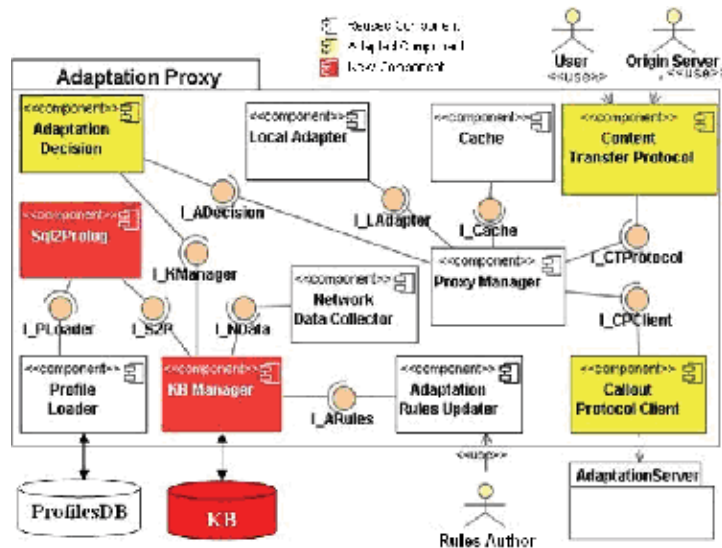 Reused Component
Adapted Component
New Component
User
<<use>>
Origin Server
<<use>>
Adaptation Proxy
<<component>>
Adaptation
Decision
<<component>>
Local Adapter
<<component>>
Cache
<<component>>
Content
Transfer Protocol
I_ADecision
I_LAdapter
I_Cache
<<component>>
Sql2Prolog
I_KManager
<<component>>
Proxy Manager
I_CTProtocol
<<component>>
Network
Data Collector
I_PLoader
I_S2P
I_NData
I_CPClient
<<component>>
Profile
Loader
<<component>>
KB Manager
I_ARules
<<component>>
Adaptation
Rules Updater
<<component>>
Callout
Protocol Client
<<use>>
ProfilesDB
KB
Rules Author
AdaptationServer